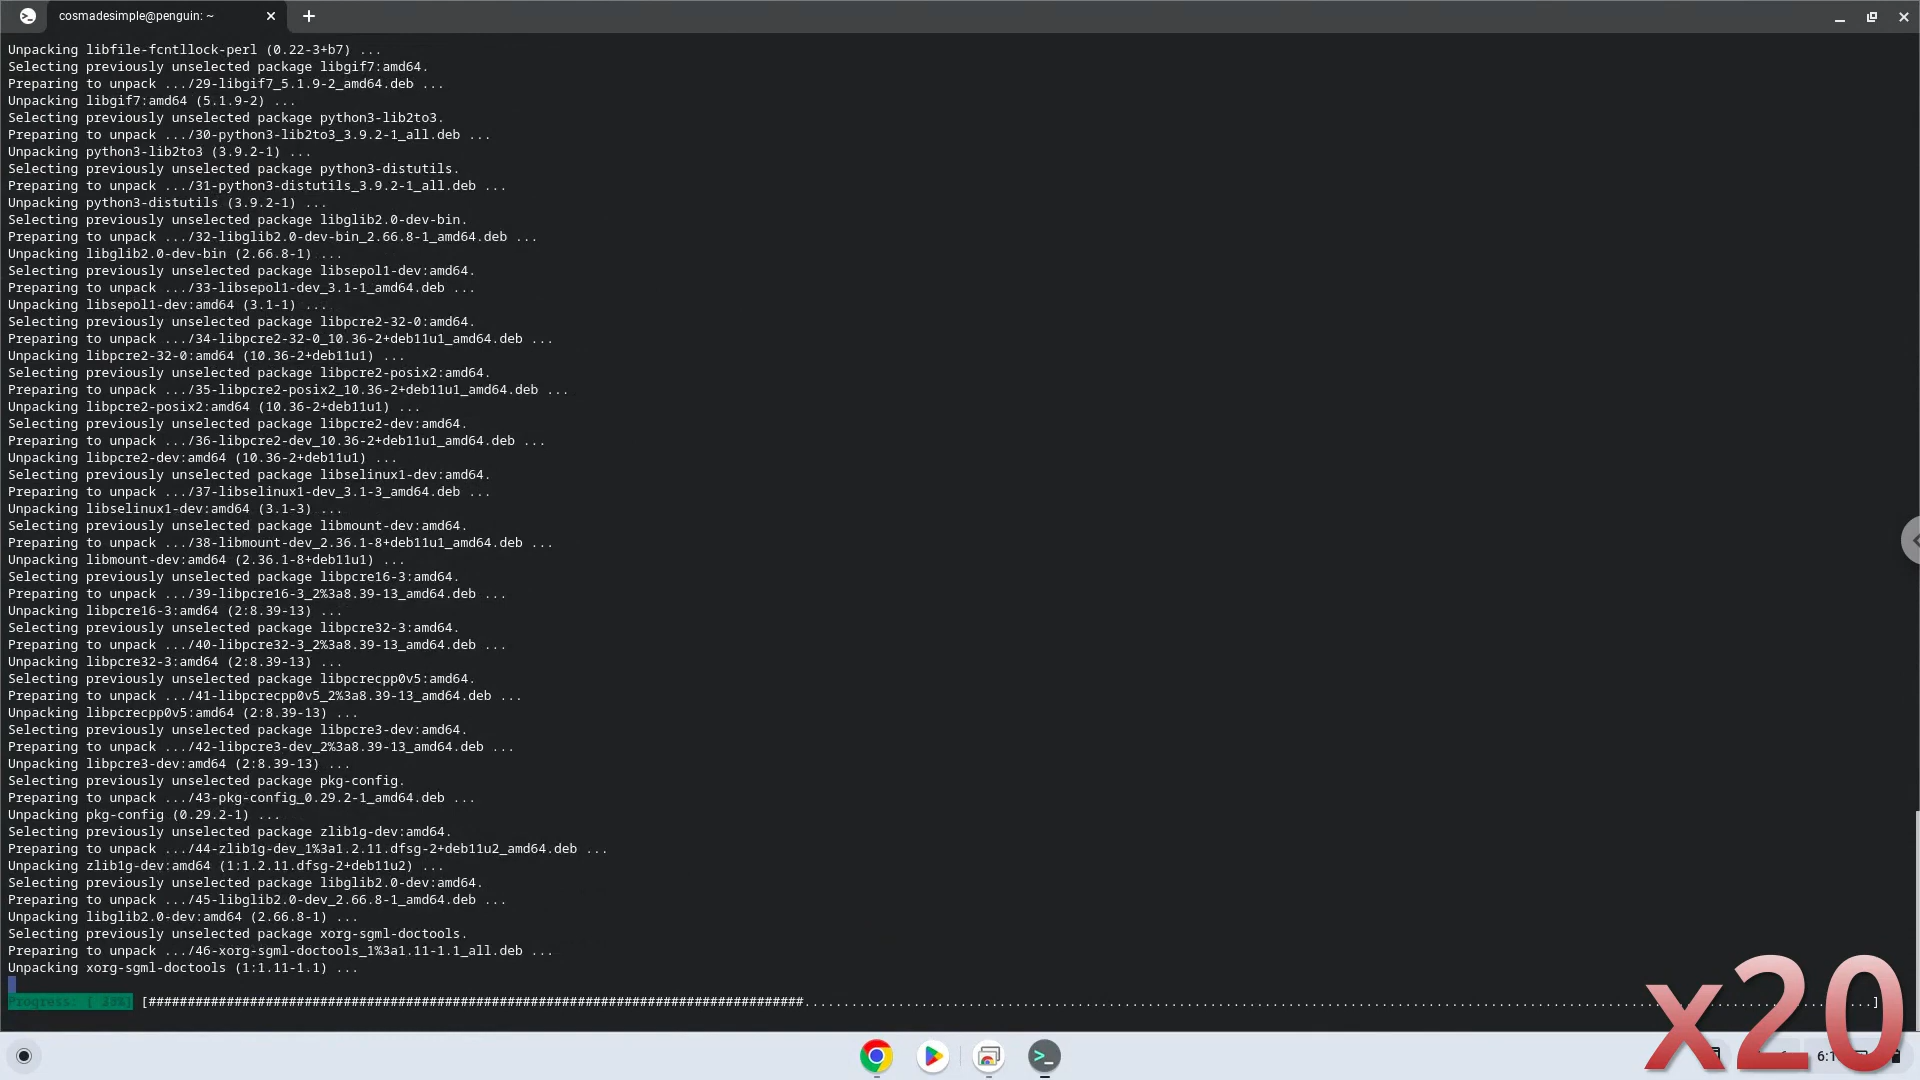 cosmadesimple@penguin: ~
Unpacking libfile-fcntllock-perl (0.22-3+b7) ...
Selecting previously unselected package libgif7:amd64.
Preparing to unpack .../29-libgif7_5.1.9-2_amd64.deb ...
Unpacking libgif7:amd64 (5.1.9-2) ...
Selecting previously unselected package python3-lib2to3.
Preparing to unpack .../30-python3-lib2to3_3.9.2-1_all.deb ...
Unpacking python3-lib2to3 (3.9.2-1) ...
Selecting previously unselected package python3-distutils.
Preparing to unpack .../31-python3-distutils_3.9.2-1_all.deb ...
Unpacking python3-distutils (3.9.2-1) ...
Selecting previously unselected package libglib2.0-dev-bin.
Preparing to unpack .../32-libglib2.0-dev-bin_2.66.8-1_amd64.deb ...
Unpacking libglib2.0-dev-bin (2.66.8-1) ...
Selecting previously unselected package libsepol1-dev:amd64.
Preparing to unpack .../33-libsepol1-dev_3.1-1_amd64.deb ...
Unpacking libsepol1-dev:amd64 (3.1-1) ...
Selecting previously unselected package libpcre2-32-0:amd64.
Preparing to unpack .../34-libpcre2-32-0_10.36-2+deb11u1_amd64.deb ...
Unpacking libpcre2-32-0:amd64 (10.36-2+deb11u1) ...
Selecting previously unselected package libpcre2-posix2:amd64.
Preparing to unpack .../35-libpcre2-posix2_10.36-2+deb11u1_amd64.deb ...
Unpacking libpcre2-posix2:amd64 (10.36-2+deb11u1) ...
Selecting previously unselected package libpcre2-dev:amd64.
Preparing to unpack .../36-libpcre2-dev_10.36-2+deb11u1_amd64.deb ...
Unpacking libpcre2-dev:amd64 (10.36-2+deb11u1) ...
Selecting previously unselected package libselinux1-dev:amd64.
Preparing to unpack .../37-libselinux1-dev_3.1-3_amd64.deb ...
Unpacking libselinux1-dev:amd64 (3.1-3) ...
Selecting previously unselected package libmount-dev:amd64.
Preparing to unpack .../38-libmount-dev_2.36.1-8+deb11u1_amd64.deb ...
Unpacking libmount-dev:amd64 (2.36.1-8+deb11u1) ...
Selecting previously unselected package libpcre16-3:amd64.
Preparing to unpack .../39-libpcre16-3_2%3a8.39-13_amd64.deb ...
Unpacking libpcre16-3:amd64 (2:8.39-13) ...
Selecting previously unselected package libpcre32-3:amd64.
Preparing to unpack .../40-libpcre32-3_2%3a8.39-13_amd64.deb ...
Unpacking libpcre32-3:amd64 (2:8.39-13) ...
Selecting previously unselected package libpcrecpp0v5:amd64.
Preparing to unpack .../41-libpcrecpp0v5_2%3a8.39-13_amd64.deb ...
Unpacking libpcrecpp0v5:amd64 (2:8.39-13) ...
Selecting previously unselected package libpcre3-dev:amd64.
Preparing to unpack .../42-libpcre3-dev_2%3a8.39-13_amd64.deb ...
Unpacking libpcre3-dev:amd64 (2:8.39-13) ...
Selecting previously unselected package pkg-config.
Preparing to unpack .../43-pkg-config_0.29.2-1_amd64.deb ...
Unpacking pkg-config (0.29.2-1) ...
Selecting previously unselected package zlib1g-dev:amd64.
Preparing to unpack .../44-zlib1g-dev_1%3a1.2.11.dfsg-2+deb11u2_amd64.deb ...
Unpacking zlib1g-dev:amd64 (1:1.2.11.dfsg-2+deb11u2) ...
Selecting previously unselected package libglib2.0-dev:amd64.
Preparing to unpack .../45-libglib2.0-dev_2.66.8-1_amd64.deb ...
Unpacking libglib2.0-dev:amd64 (2.66.8-1) ...
Selecting previously unselected package xorg-sgml-doctools.
Preparing to unpack .../46-xorg-sgml-doctools_1%3a1.11-1.1_all.deb ...
Unpacking xorg-sgml-doctools (1:1.11-1.1) ...
Progress:
x20